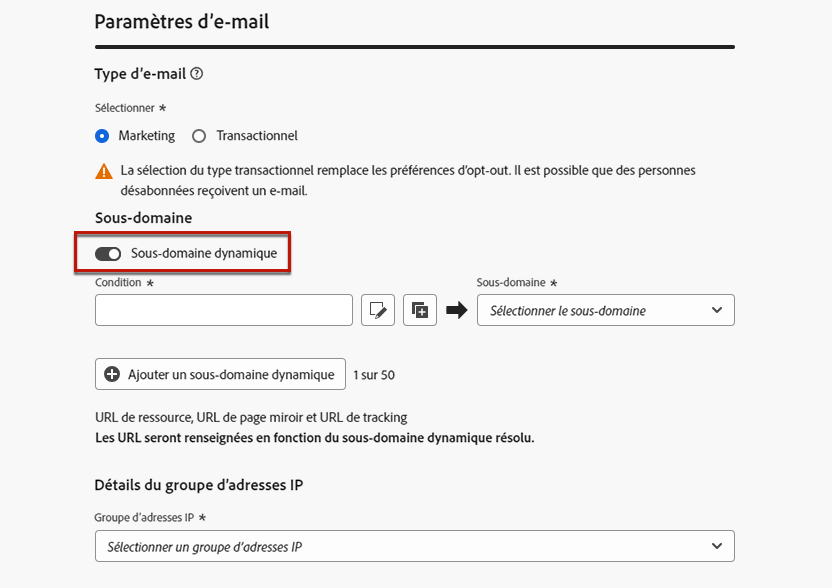 Paramètres d’e-mail
Type d’e-mail
Sélectionner *
Marketing Transactionnel
La sélection du type transactionnel remplace les préférences d’opt-out. Il est possible que des personnes
désabonnées reçoivent un e-mail.
Sous-domaine
Sous-domaine dynamique
Condition * Sous-domaine *
Sélectionner le sous-domaine
Ajouter un sous-domaine dynamique 1 sur 50
URL de ressource, URL de page miroir et URL de tracking
Les URL seront renseignées en fonction du sous-domaine dynamique résolu.
Détails du groupe d’adresses IP
Groupe d’adresses IP *
Sélectionner un groupe d’adresses IP